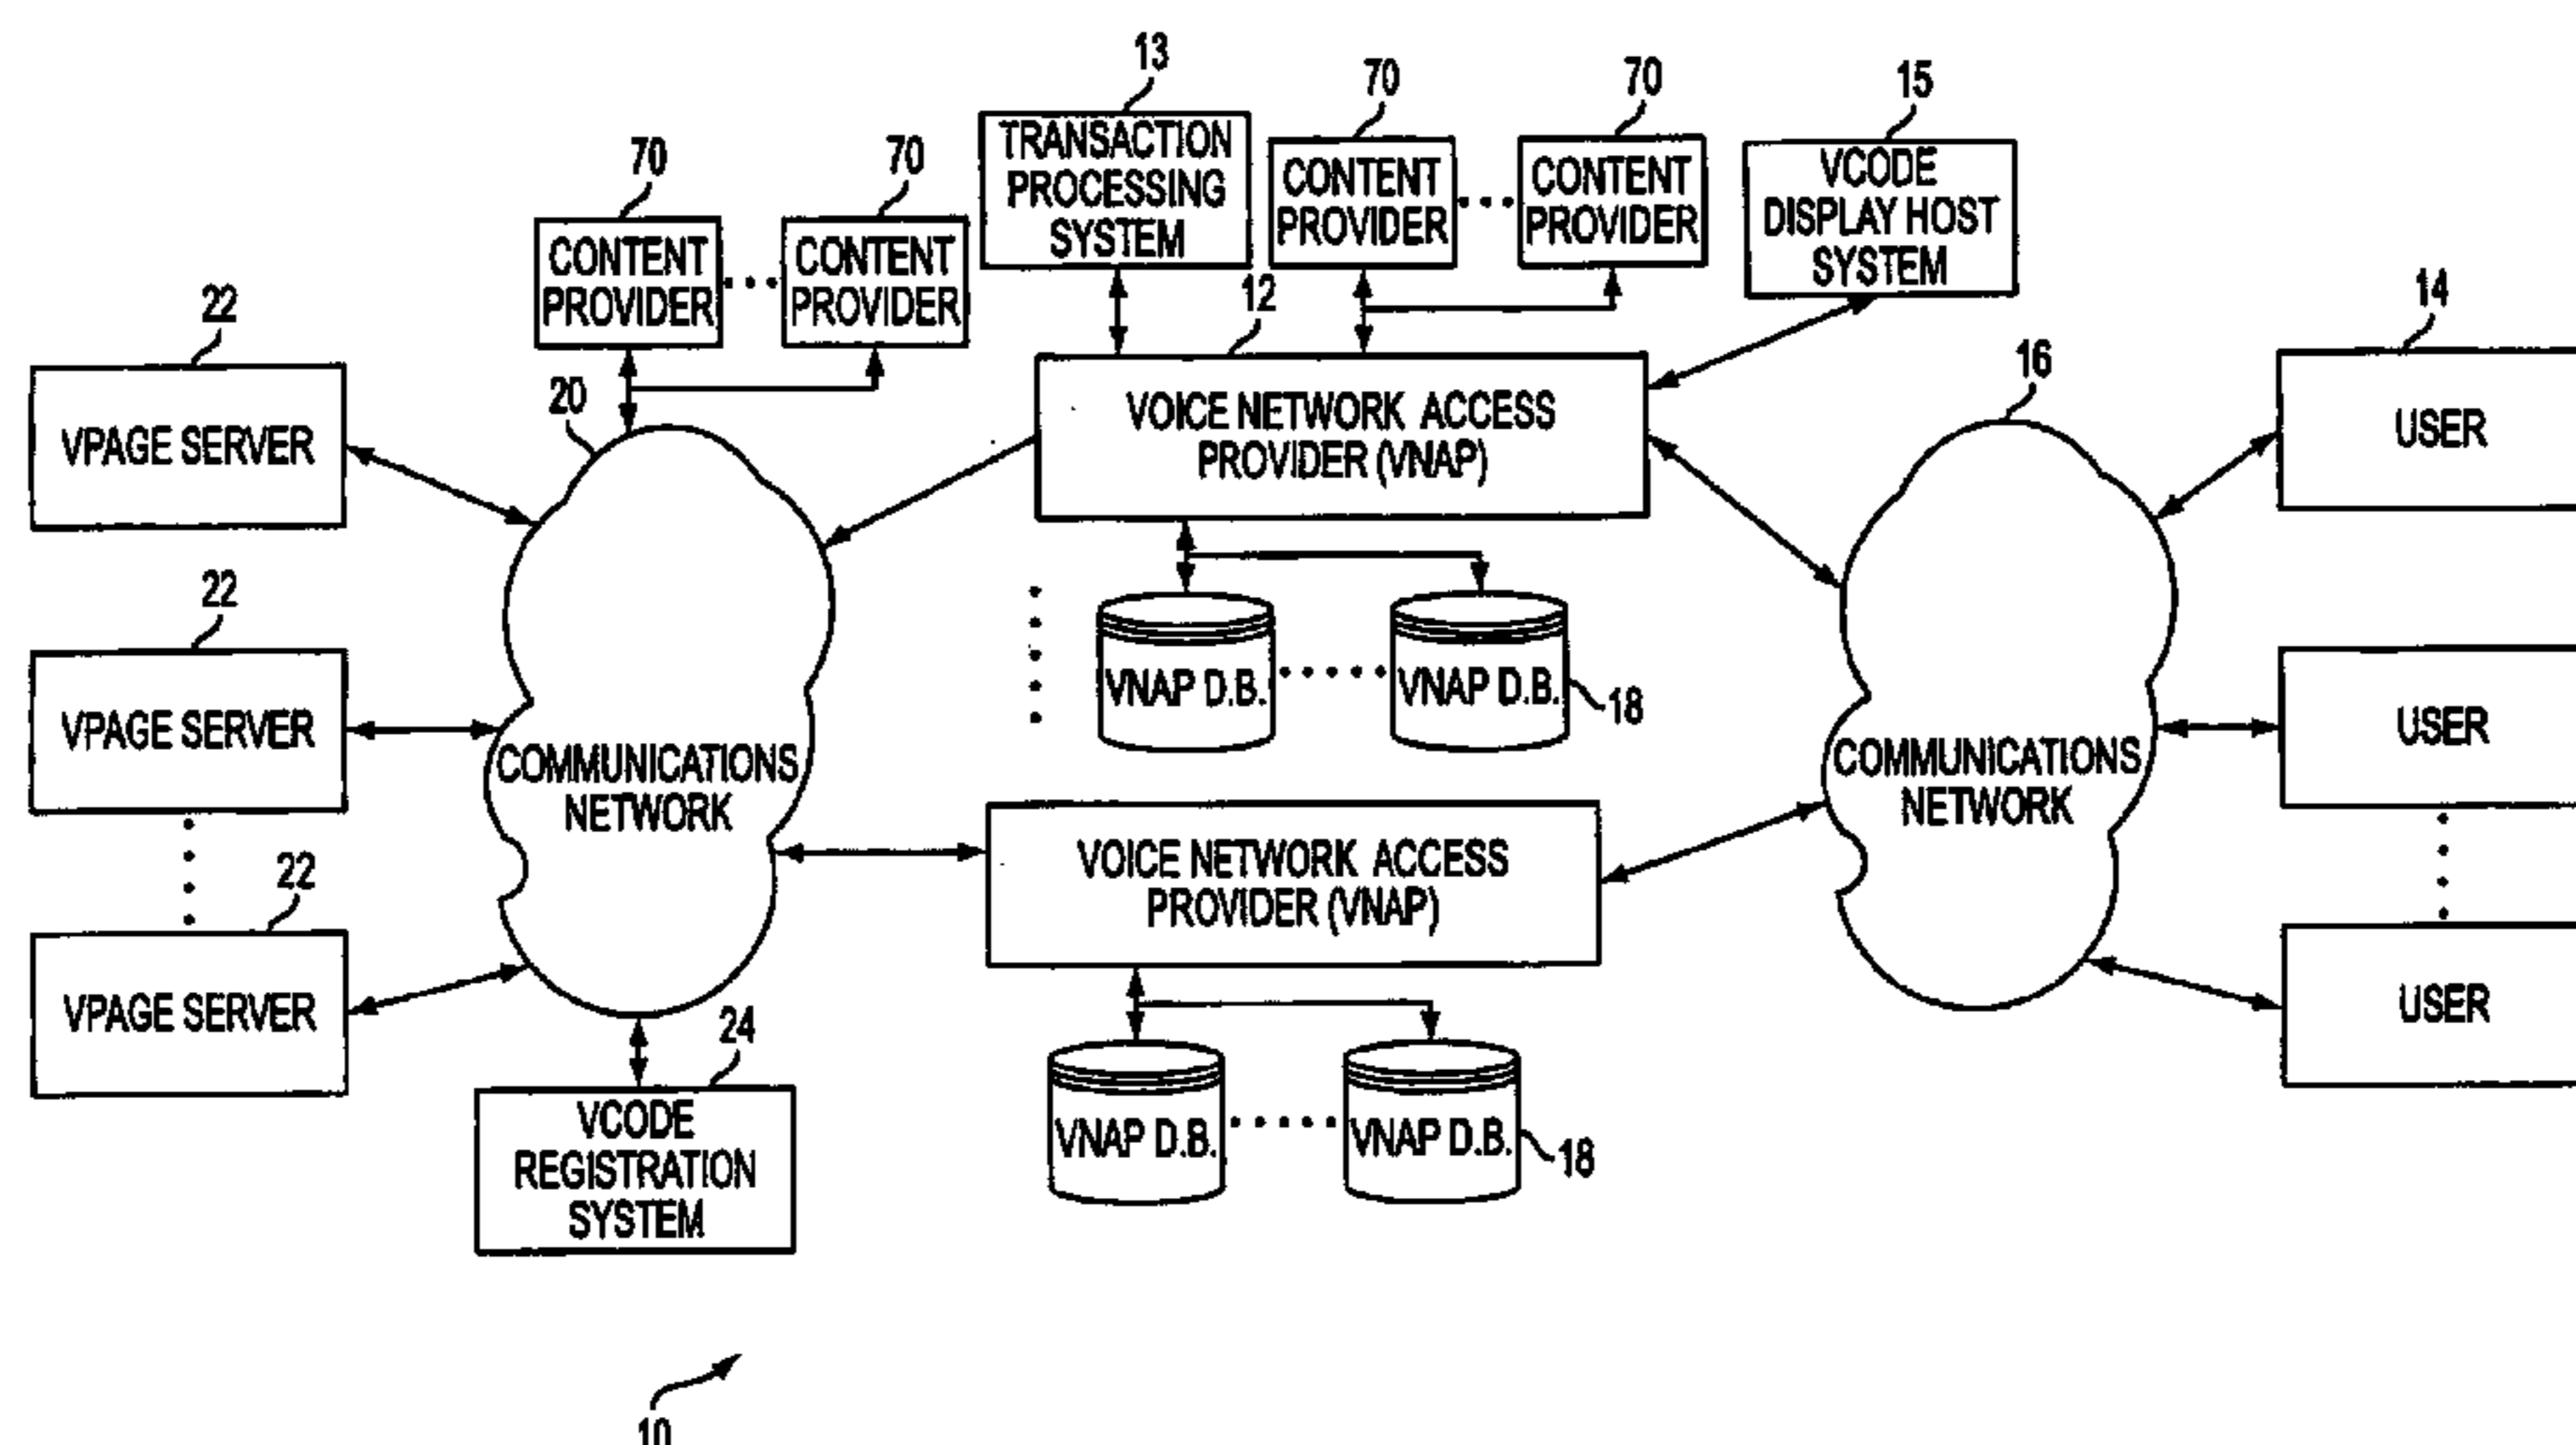 13
70
70
15
TRANSACTION
PROCESSING
SYSTEM
CONTENT
PROVIDER
CONTENT
PROVIDER
VCODE
DISPLAY HOST
SYSTEM
70
70
CONTENT
PROVIDER
CONTENT
PROVIDER
22
20
12
16
14
VPAGE SERVER
VOICE NETWORK ACCESS
PROVIDER (VNAP)
USER
22
VPAGE SERVER
COMMUNICATIONS
NETWORK
VNAP D.B.
VNAP D.B.
18
COMMUNICATIONS
NETWORK
USER
22
VPAGE SERVER
VOICE NETWORK ACCESS
PROVIDER (VNAP)
USER
24
VCODE
REGISTRATION
SYSTEM
VNAP D.B.
VNAP D.B.
18
10